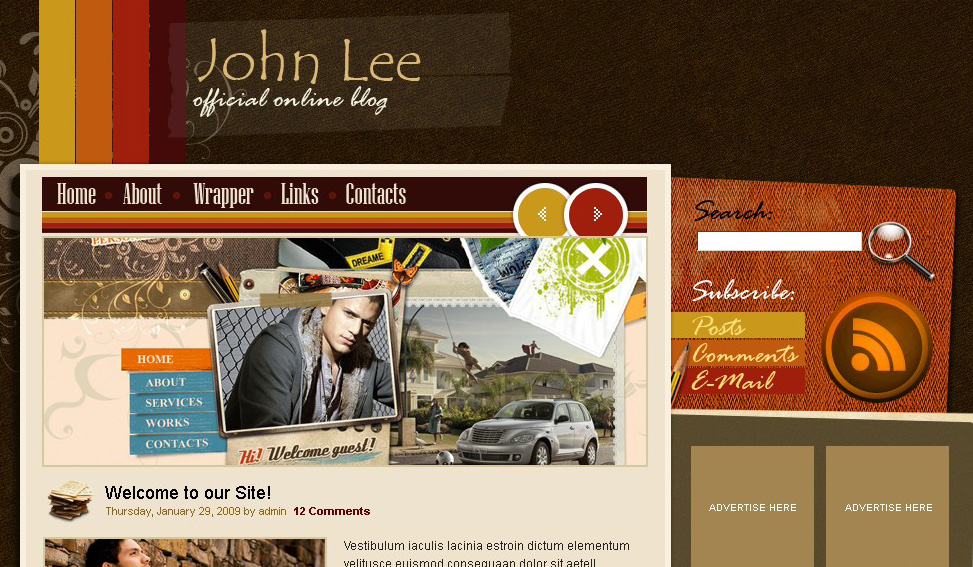 John Lee
official online blog
Home About Wrapper Links Contacts
Search:
DREAMER
HOME
ABOUT
SERVICES
WORKS
CONTACTS
Hi! Welcome guest!
Subscribe:
Posts
Comments
E-Mail
Welcome to our Site!
Thursday, January 29, 2009 by admin 12 Comments
Vestibulum iaculis lacinia estroin dictum elementum
velitusce euismod consequaan dolor sit aetell
ADVERTISE HERE ADVERTISE HERE